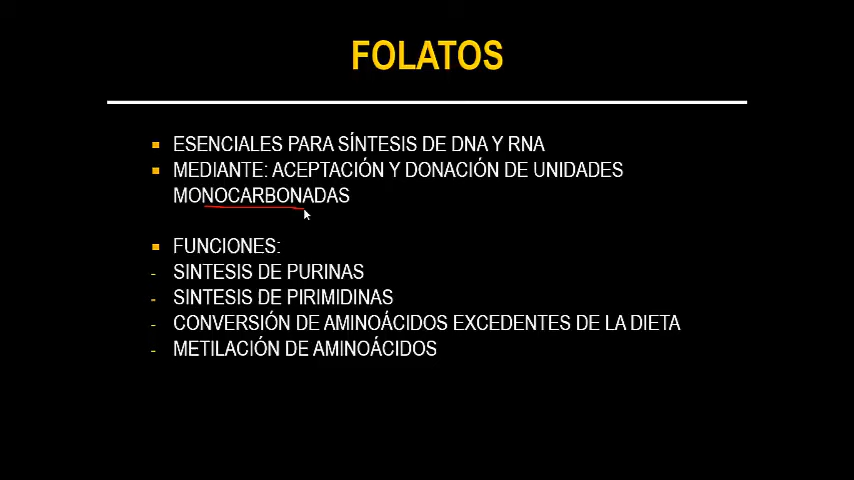 FOLATOS
ESENCIALES PARA SÍNTESIS DE DNA Y RNA
MEDIANTE: ACEPTACIÓN Y DONACIÓN DE UNIDADES
MONOCARBONADAS
FUNCIONES:
- SINTESIS DE PURINAS
- SINTESIS DE PIRIMIDINAS
- CONVERSIÓN DE AMINOÁCIDOS EXCEDENTES DE LA DIETA
- METILACIÓN DE AMINOÁCIDOS